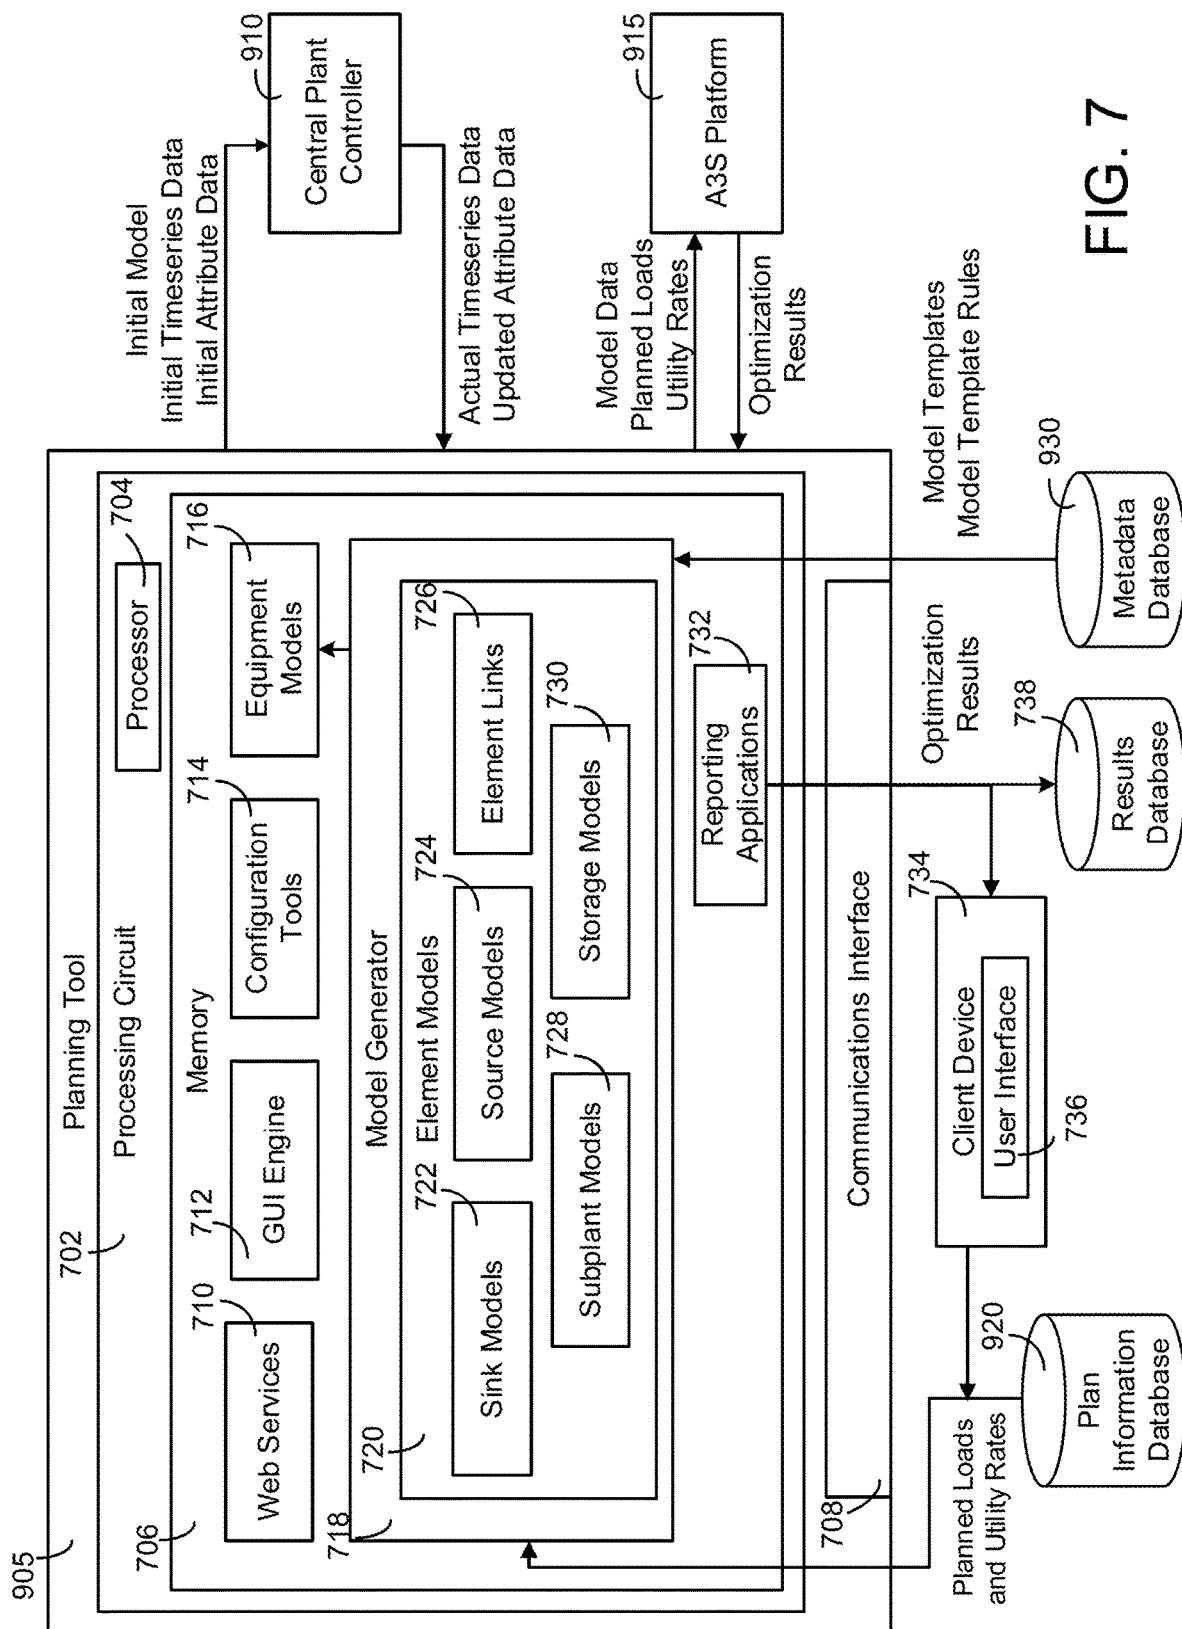 905
Planning Tool
702
Processing Circuit
Processor
704
706
Memory
Web Services
710
GUI Engine
712
Configuration
Tools
714
Equipment
Models
716
718
Model Generator
720
Element Models
Sink Models
722
Source Models
724
Element Links
726
Subplant Models
728
Storage Models
730
Reporting
Applications
732
708
Communications Interface
Initial Model
Initial Timeseries Data
Initial Attribute Data
Central Plant
Controller
910
Actual Timeseries Data
Updated Attribute Data
Model Data
Planned Loads
Utility Rates
A3S Platform
915
Optimization
Results
Model Templates
Model Template Rules
Planned Loads
and Utility Rates
Plan
Information
Database
920
Client Device
734
User Interface
736
Optimization
Results
Results
Database
738
Metadata
Database
930
FIG. 7